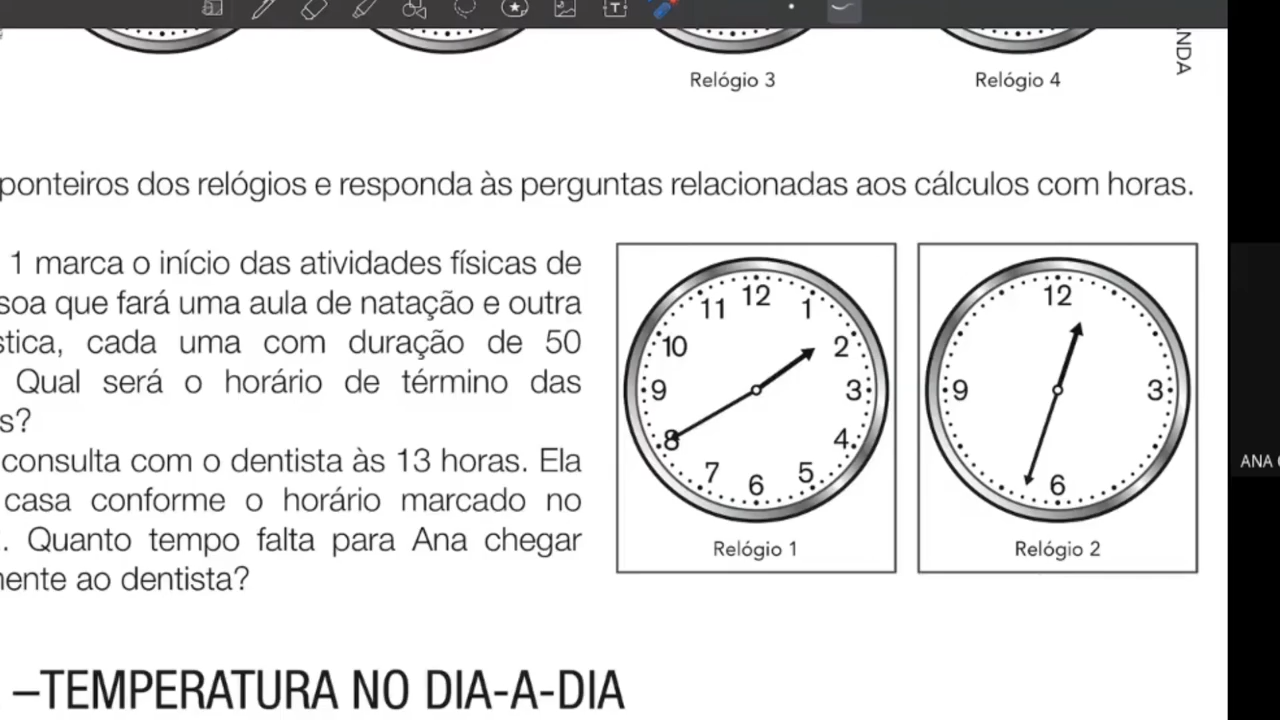 NDA
Relógio 3
Relógio 4
ponteiros dos relógios e responda às perguntas relacionadas aos cálculos com horas.
1 marca o início das atividades físicas de
soa que fará uma aula de natação e outra
stica, cada uma com duração de 50
Qual será o horário de término das
s?
consulta com o dentista às 13 horas. Ela
casa conforme o horário marcado no
. Quanto tempo falta para Ana chegar
mente ao dentista?
12
11
1
10
2
9
3
8
4
7
5
6
Relógio 1
12
9
3
6
Relógio 2
ANA
–TEMPERATURA NO DIA-A-DIA